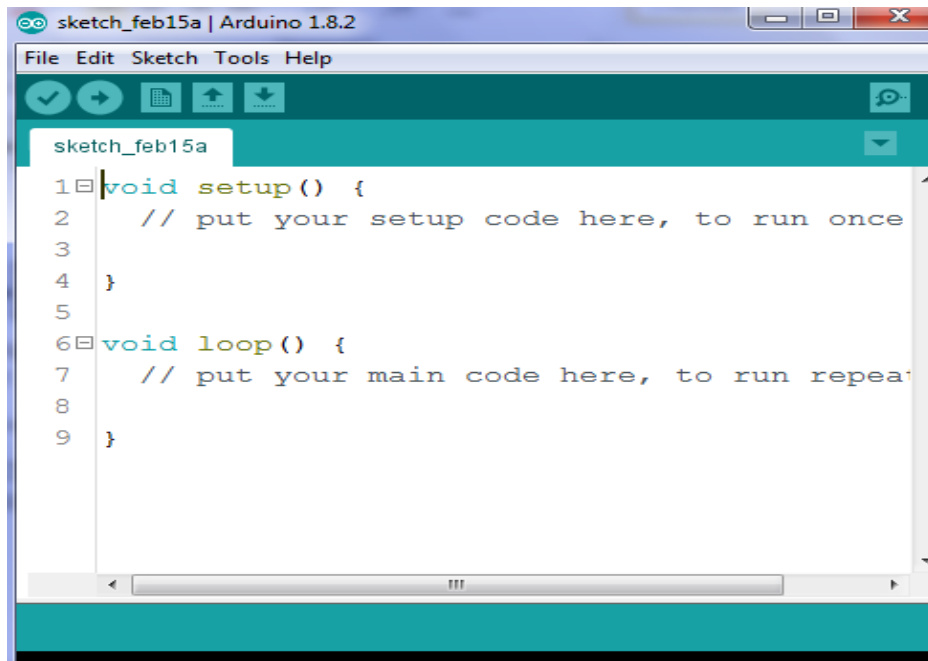 sketch_feb15a | Arduino 1.8.2
File Edit Sketch Tools Help
sketch_feb15a
1 void setup() {
2 // put your setup code here, to run once
3
4 }
5
6 void loop() {
7 // put your main code here, to run
8
9 }